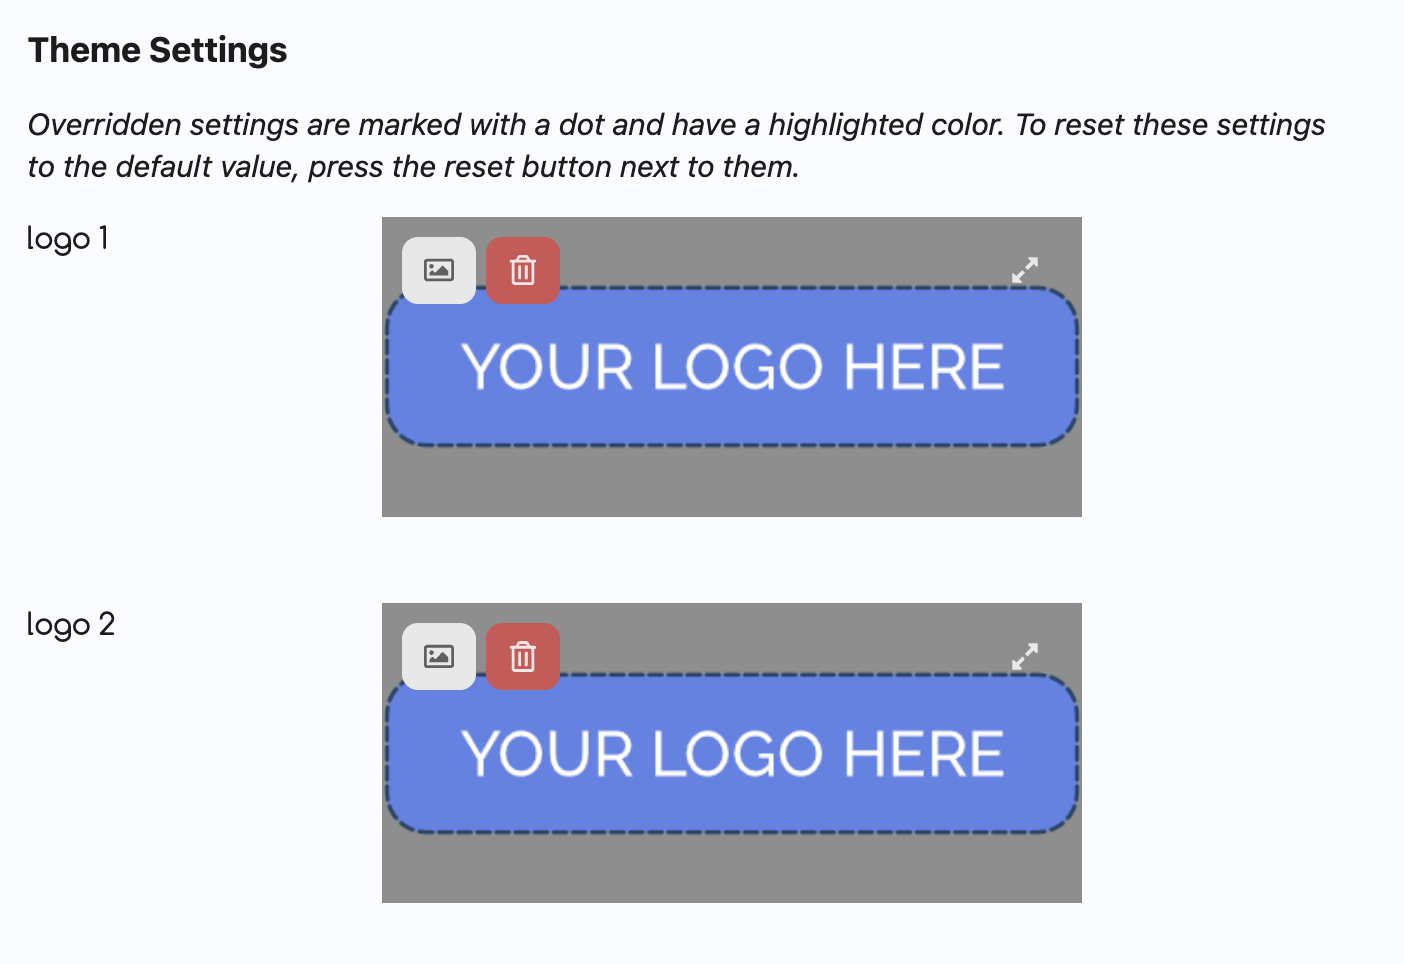 Theme Settings
Overridden settings are marked with a dot and have a highlighted color. To reset these settings
to the default value, press the reset button next to them.
logo 1
YOUR LOGO HERE
logo 2
YOUR LOGO HERE